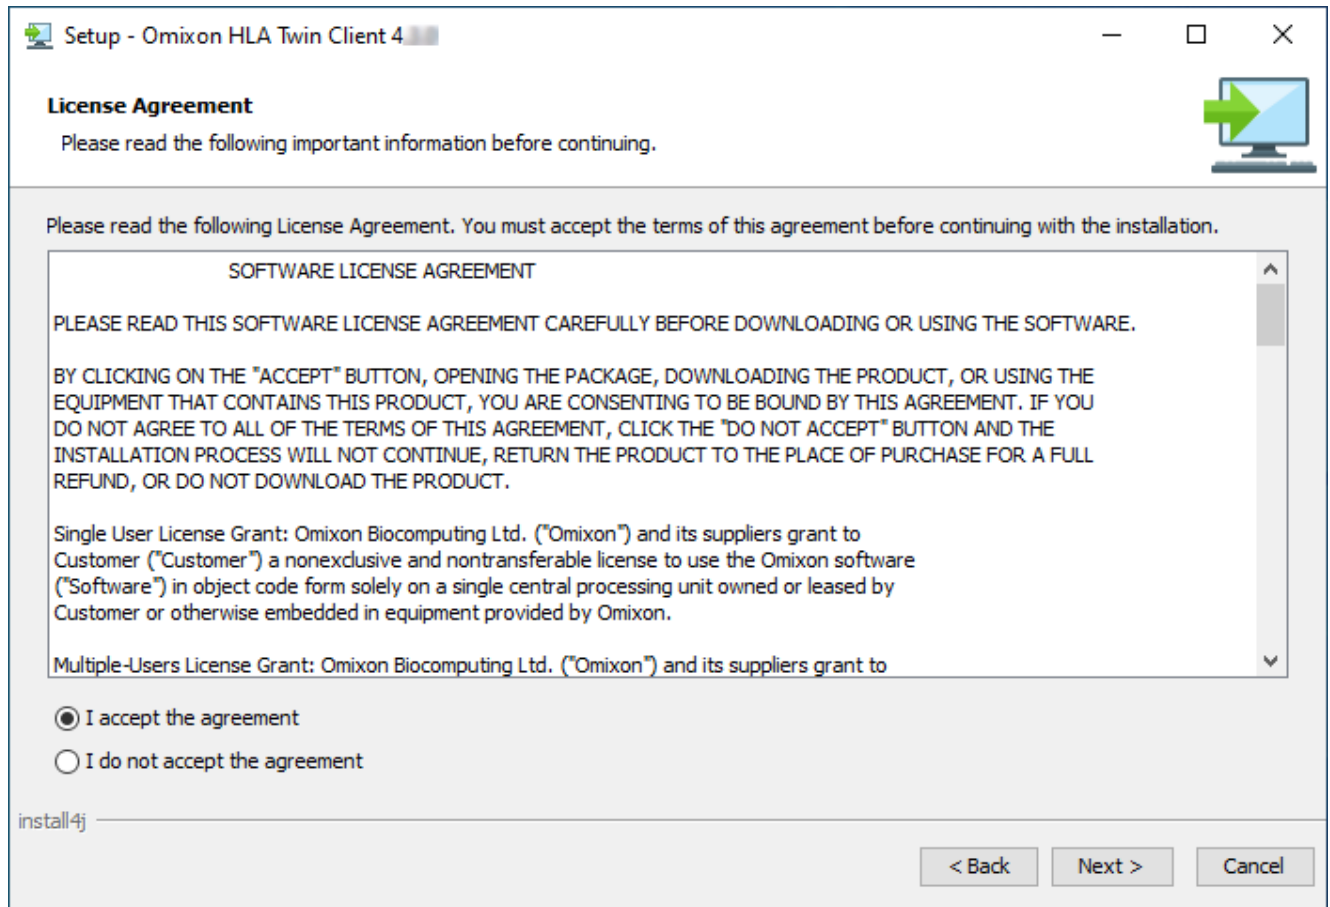 Setup - Omixon HLA Twin Client 4
License Agreement
Please read the following important information before continuing.
Please read the following License Agreement. You must accept the terms of this agreement before continuing with the installation.
SOFTWARE LICENSE AGREEMENT
PLEASE READ THIS SOFTWARE LICENSE AGREEMENT CAREFULLY BEFORE DOWNLOADING OR USING THE SOFTWARE.
BY CLICKING ON THE "ACCEPT" BUTTON, OPENING THE PACKAGE, DOWNLOADING THE PRODUCT, OR USING THE
EQUIPMENT THAT CONTAINS THIS PRODUCT, YOU ARE CONSENTING TO BE BOUND BY THIS AGREEMENT. IF YOU
DO NOT AGREE TO ALL OF THE TERMS OF THIS AGREEMENT, CLICK THE "DO NOT ACCEPT" BUTTON AND THE
INSTALLATION PROCESS WILL NOT CONTINUE, RETURN THE PRODUCT TO THE PLACE OF PURCHASE FOR A FULL
REFUND, OR DO NOT DOWNLOAD THE PRODUCT.
Single User License Grant: Omixon Biocomputing Ltd. ("Omixon") and its suppliers grant to
Customer ("Customer") a nonexclusive and nontransferable license to use the Omixon software
("Software") in object code form solely on a single central processing unit owned or leased by
Customer or otherwise embedded in equipment provided by Omixon.
Multiple-Users License Grant: Omixon Biocomputing Ltd. ("Omixon") and its suppliers grant to
I accept the agreement
I do not accept the agreement
install4j
< Back
Next >
Cancel